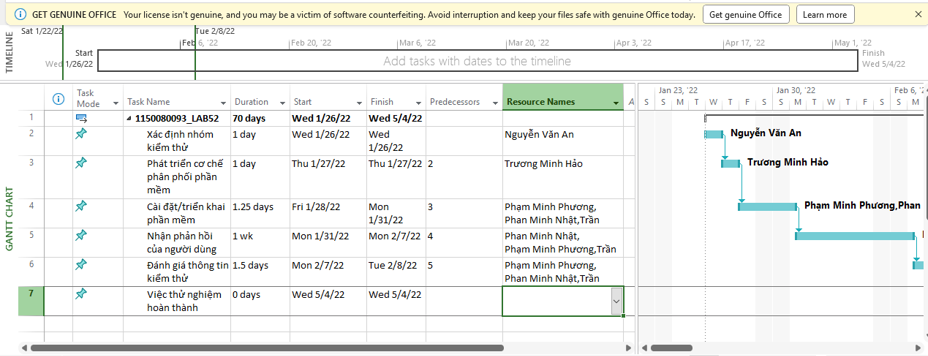 GET GENUINE OFFICE Your license isn't genuine, and you may be a victim of software counterfeiting. Avoid interruption and keep your files safe with genuine Office today. Get genuine Office Learn more
TIMELINE
Sat 1/22/22 Tue 2/8/22
Feb 6, '22 Feb 20, '22 Mar 6, '22 Mar 20, '22 Apr 3, '22 Apr 17, '22 May 1, '22
Start
Wed 1/26/22
Add tasks with dates to the timeline
Finish
Wed 5/4/22
GANTT CHART
Task Mode Task Name Duration Start Finish Predecessors Resource Names
Jan 23, '22 Jan 30, '22 Feb 6, '2
S S M T W T F S S M T W T F S S M
1 1150080093_LAB52 70 days Wed 1/26/22 Wed 5/4/22
2 Xác định nhóm kiểm thử 1 day Wed 1/26/22 Wed 1/26/22 Nguyễn Văn An
3 Phát triển cơ chế phân phối phần mềm 1 day Thu 1/27/22 Thu 1/27/22 2 Trương Minh Hảo
4 Cài đặt/triển khai phần mềm 1.25 days Fri 1/28/22 Mon 1/31/22 3 Phạm Minh Phương, Phan Minh Nhật,Trần
5 Nhận phản hồi của người dùng 1 wk Mon 1/31/22 Mon 2/7/22 4 Phan Minh Nhật, Phạm Minh Phương,Trần
6 Đánh giá thông tin kiểm thử 1.5 days Mon 2/7/22 Tue 2/8/22 5 Phạm Minh Phương, Phan Minh Nhật,Trần
7 Việc thử nghiệm hoàn thành 0 days Wed 5/4/22 Wed 5/4/22
Nguyễn Văn An
Trương Minh Hảo
Phạm Minh Phương,Phan